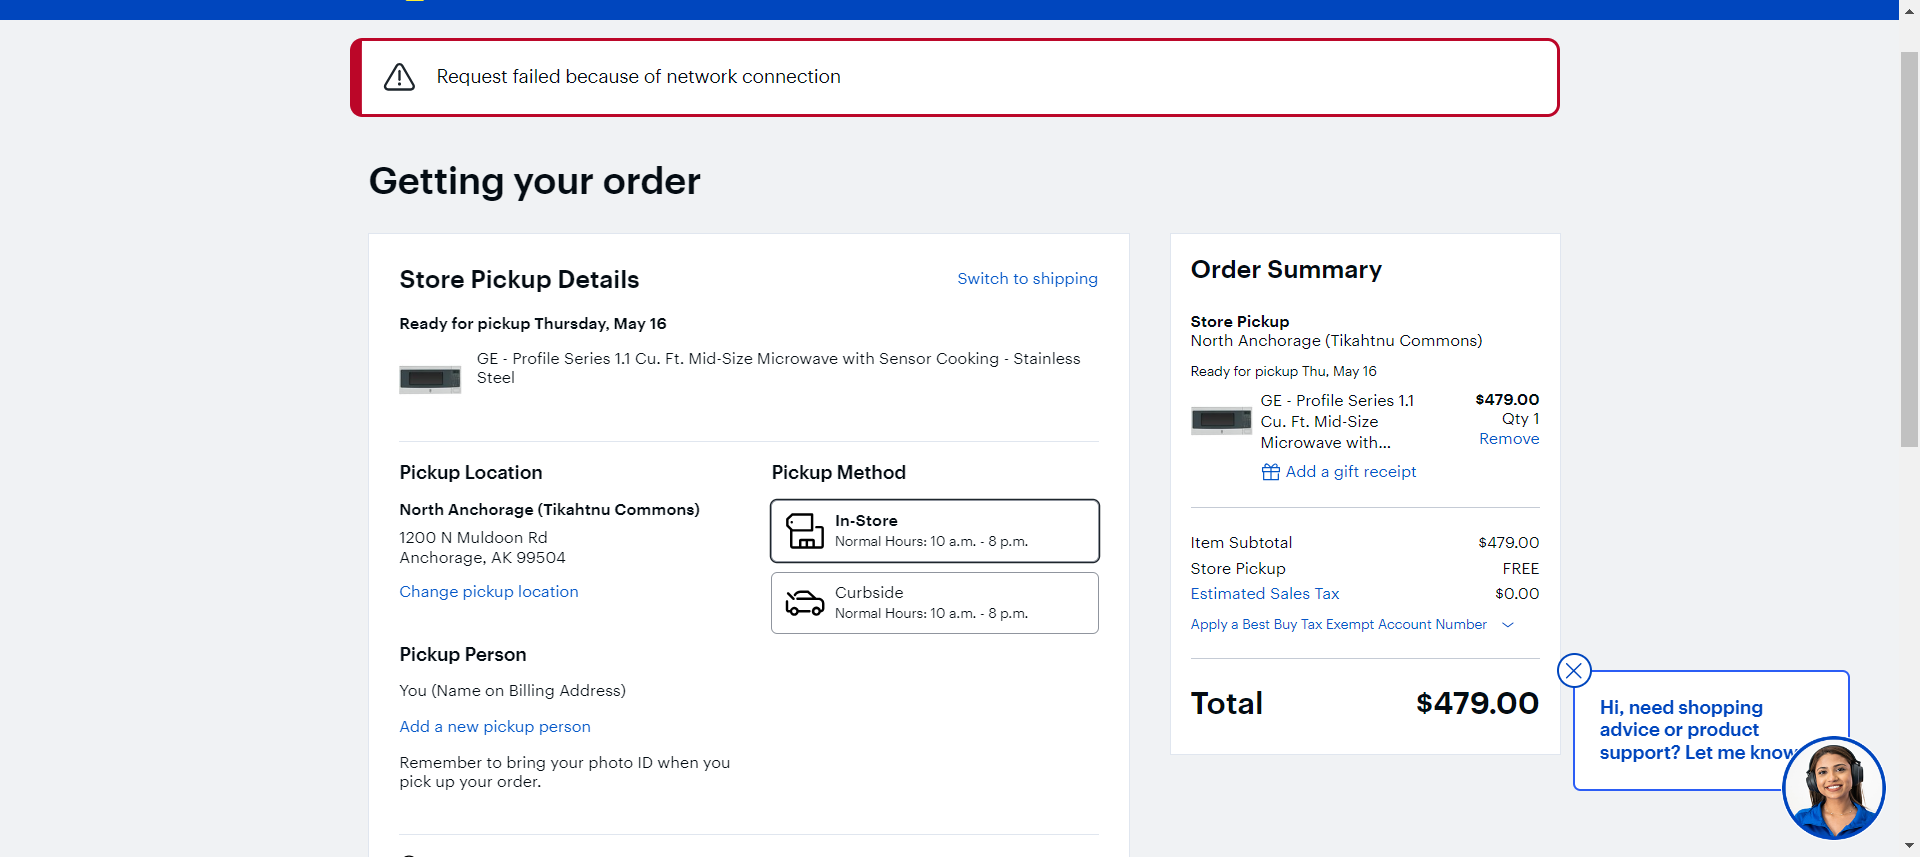 Request failed because of network connection
Getting your order
Store Pickup Details
Switch to shipping
Ready for pickup Thursday, May 16
GE - Profile Series 1.1 Cu. Ft. Mid-Size Microwave with Sensor Cooking - Stainless
Steel
Pickup Location
North Anchorage (Tikahtnu Commons)
1200 N Muldoon Rd
Anchorage, AK 99504
Change pickup location
Pickup Method
In-Store
Normal Hours: 10 a.m. - 8 p.m.
Curbside
Normal Hours: 10 a.m. - 8 p.m.
Pickup Person
You (Name on Billing Address)
Add a new pickup person
Remember to bring your photo ID when you
pick up your order.
Order Summary
Store Pickup
North Anchorage (Tikahtnu Commons)
Ready for pickup Thu, May 16
GE - Profile Series 1.1
Cu. Ft. Mid-Size
Microwave with...
$479.00
Qty 1
Remove
Add a gift receipt
Item Subtotal $479.00
Store Pickup FREE
Estimated Sales Tax $0.00
Apply a Best Buy Tax Exempt Account Number
Total $479.00
Hi, need shopping
advice or product
support? Let me know